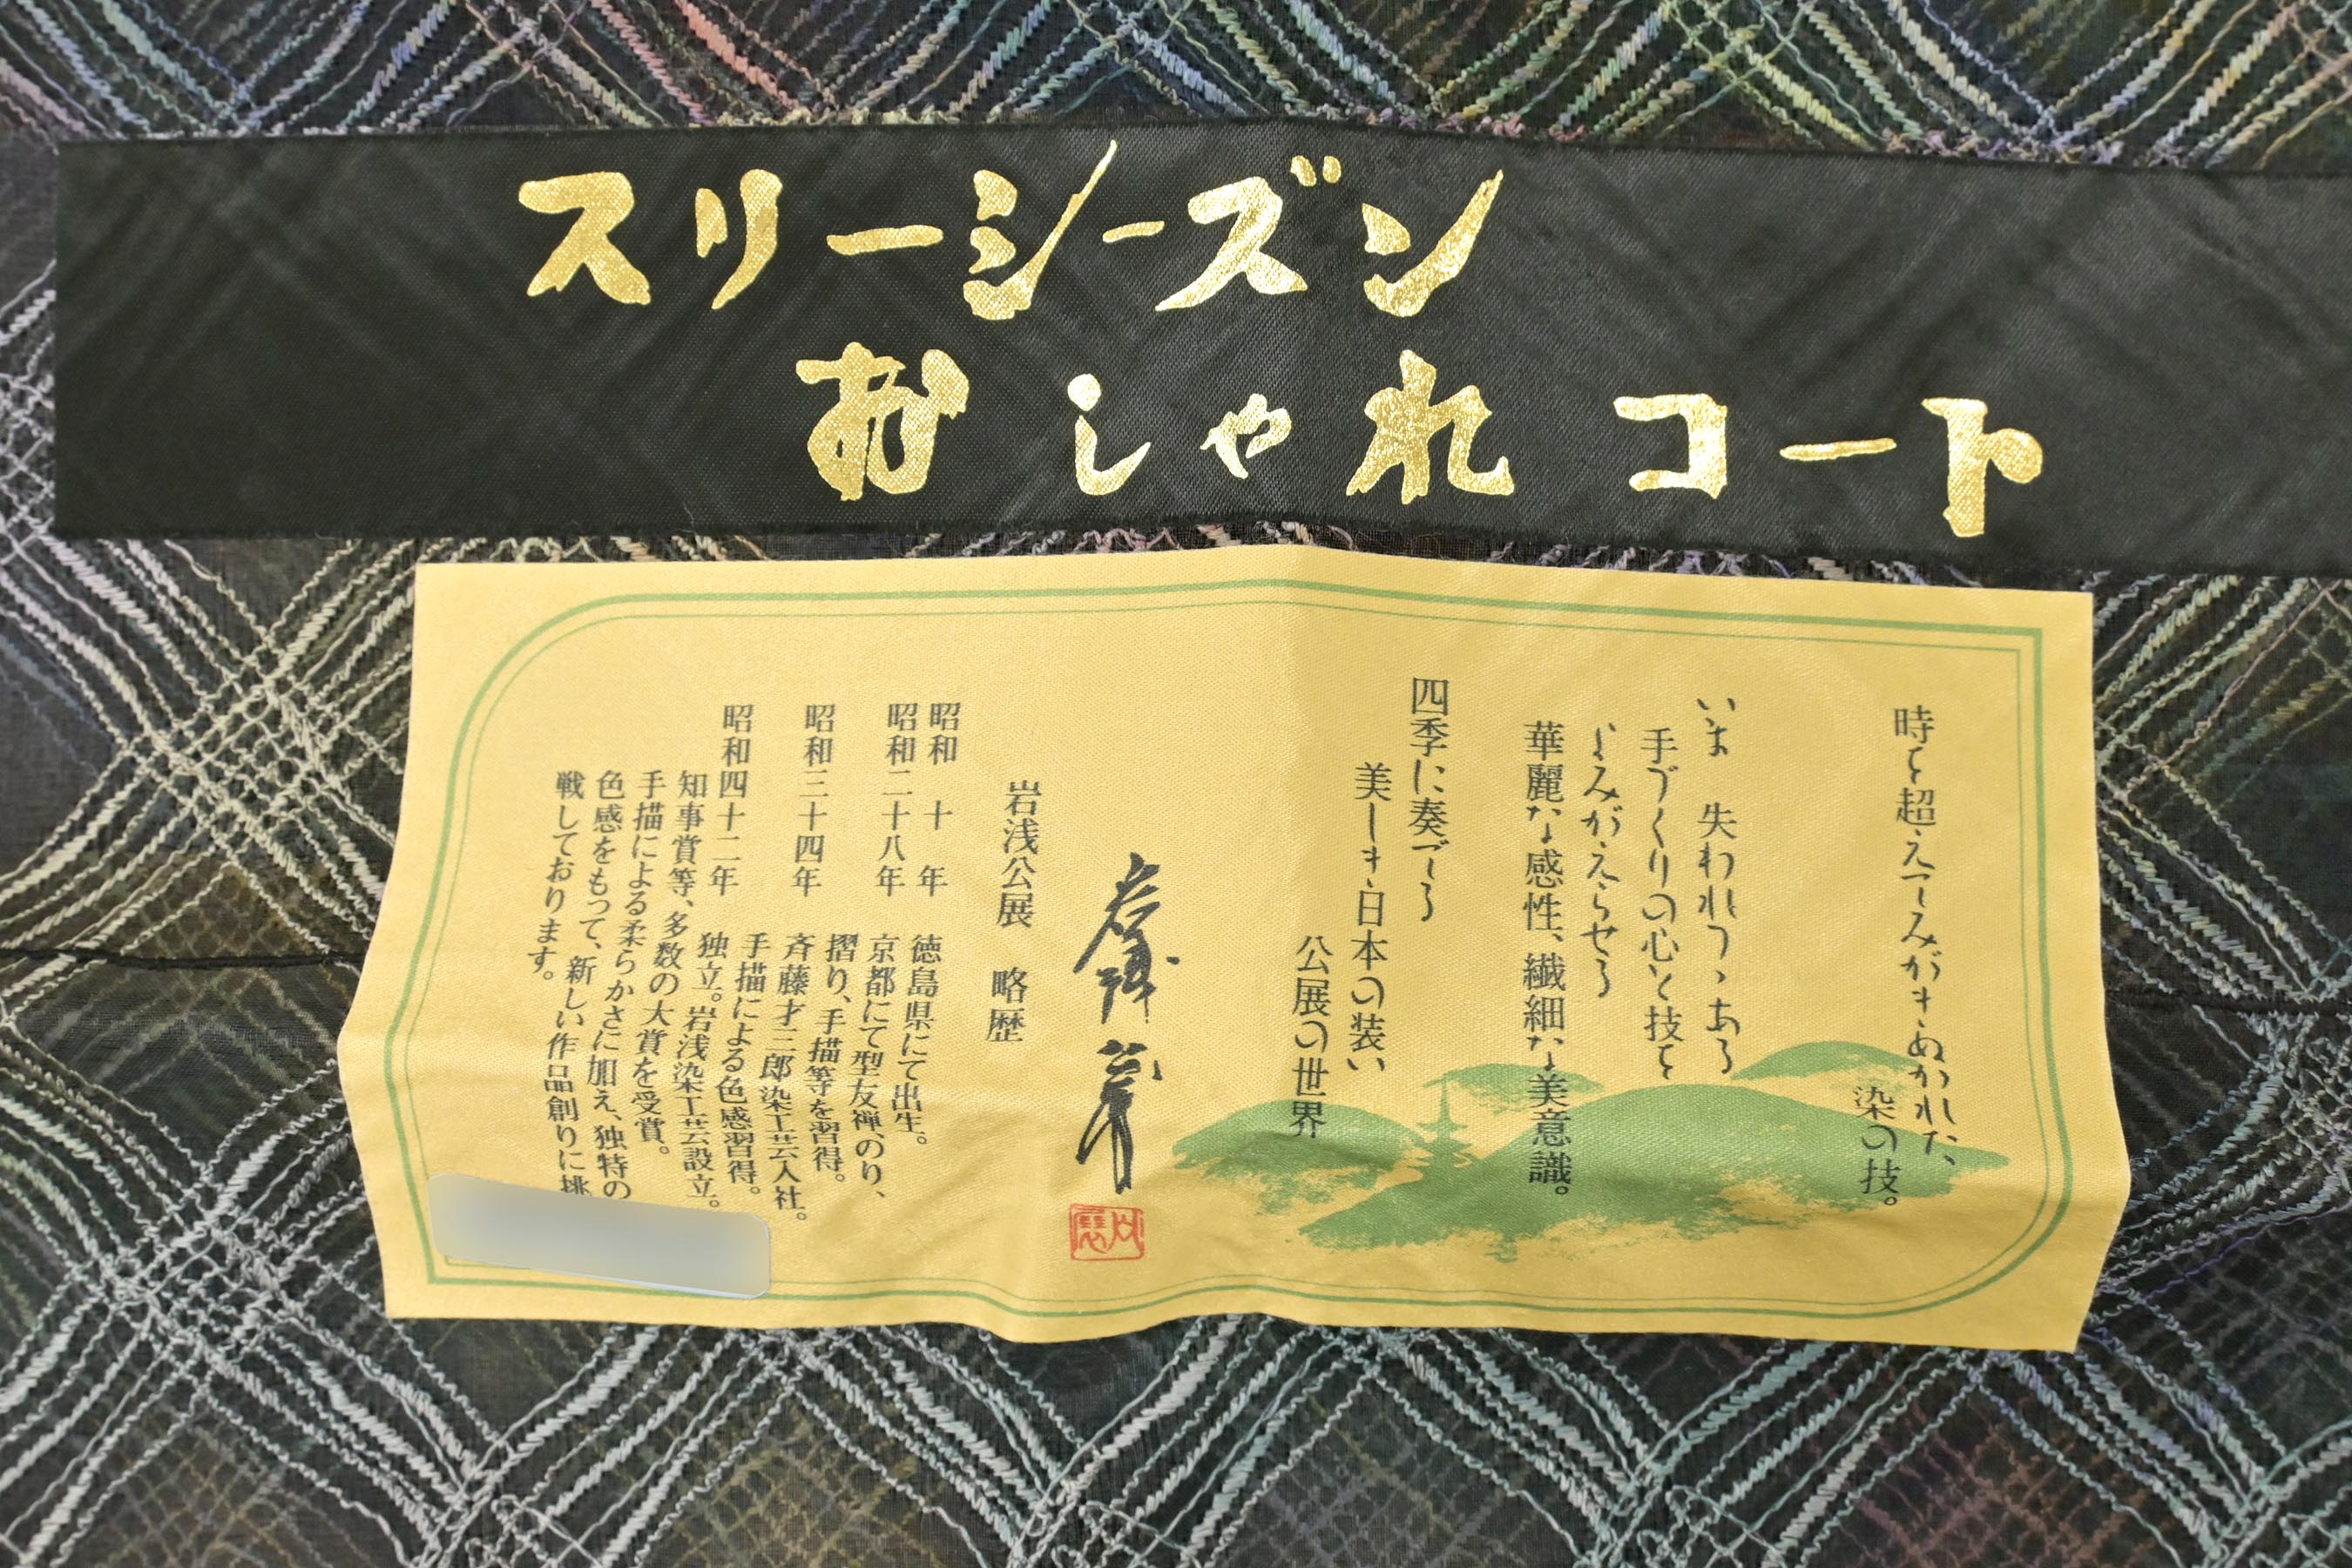 スリーシーズン
おしゃれコート
時を超えてみがきぬかれた、
染の技。
いま 失われつゝある
手づくりの心と技を
よみがえらせる
華麗な感性、繊細な美意識。
四季に奏でる
美しき日本の装い
公展の世界
岩浅公展 略歴
昭和 十 年 徳島県にて出生。
昭和二十八年 京都にて型友禅、のり、
摺り、手描等を習得。
昭和三十四年 斉藤才三郎染工芸入社。
手描による色感習得。
昭和四十二年 独立。岩浅染工芸設立。
知事賞等、多数の大賞を受賞。
手描による柔らかさに加え、独特の
色感をもって、新しい作品創りに挑
戦しております。